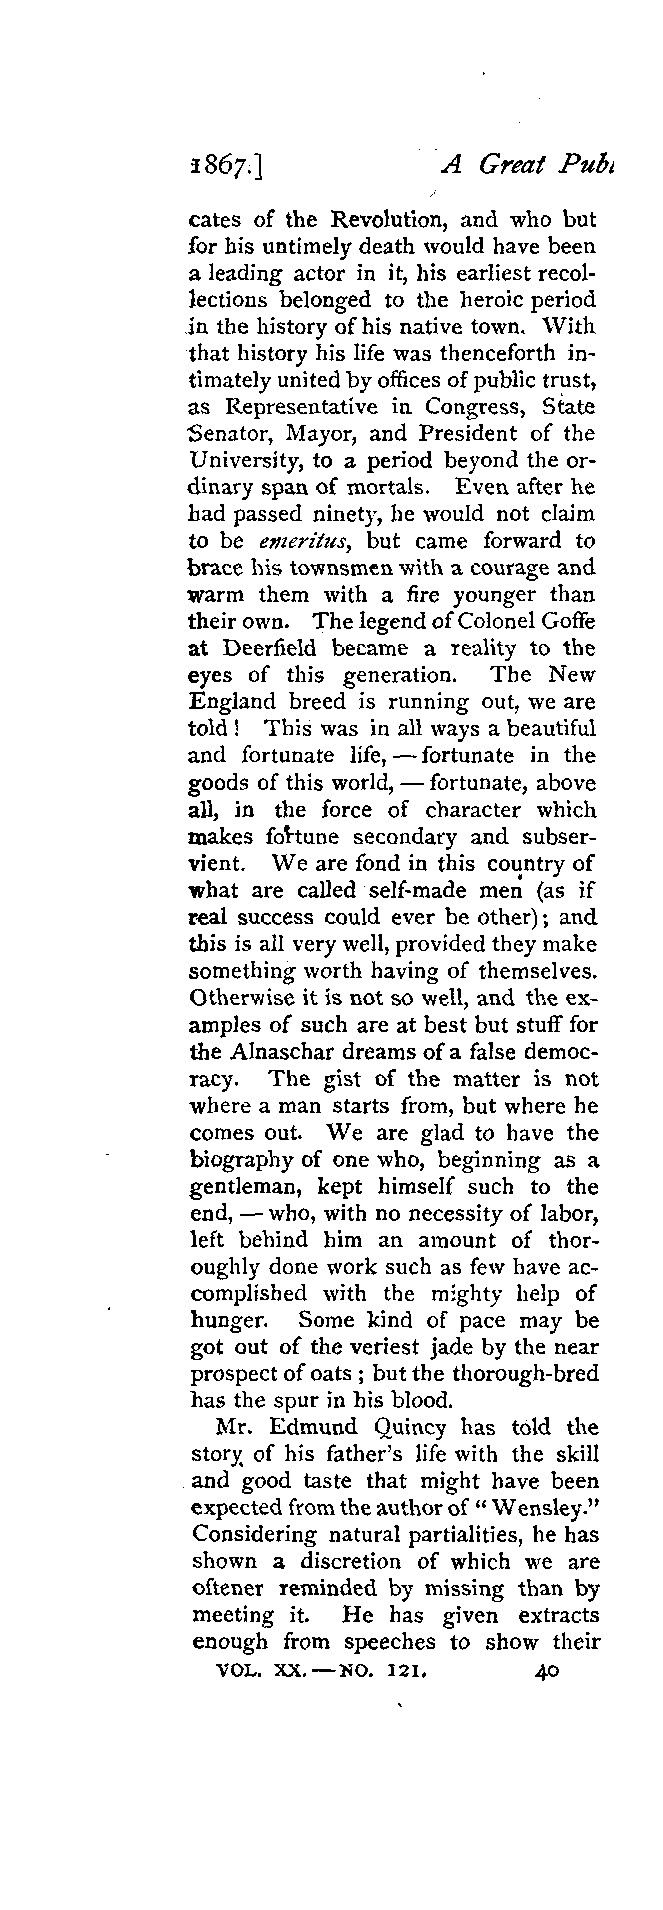 1867.] A Great Publ
cates of the Revolution, and who but
for his untimely death would have been
a leading actor in it, his earliest recol-
lections belonged to the heroic period
in the history of his native town. With
that history his life was thenceforth in-
timately united by offices of public trust,
as Representative in Congress, State
Senator, Mayor, and President of the
University, to a period beyond the or-
dinary span of mortals. Even after he
had passed ninety, he would not claim
to be emeritus, but came forward to
brace his townsmen with a courage and
warm them with a fire younger than
their own. The legend of Colonel Goffe
at Deerfield became a reality to the
eyes of this generation. The New
England breed is running out, we are
told! This was in all ways a beautiful
and fortunate life, — fortunate in the
goods of this world, — fortunate, above
all, in the force of character which
makes fortune secondary and subser-
vient. We are fond in this country of
what are called self-made men (as if
real success could ever be other); and
this is all very well, provided they make
something worth having of themselves.
Otherwise it is not so well, and the ex-
amples of such are at best but stuff for
the Alnaschar dreams of a false democ-
racy. The gist of the matter is not
where a man starts from, but where he
comes out. We are glad to have the
biography of one who, beginning as a
gentleman, kept himself such to the
end, — who, with no necessity of labor,
left behind him an amount of thor-
oughly done work such as few have ac-
complished with the mighty help of
hunger. Some kind of pace may be
got out of the veriest jade by the near
prospect of oats; but the thorough-bred
has the spur in his blood.
Mr. Edmund Quincy has told the
story of his father's life with the skill
and good taste that might have been
expected from the author of "Wensley."
Considering natural partialities, he has
shown a discretion of which we are
oftener reminded by missing than by
meeting it. He has given extracts
enough from speeches to show their
VOL. XX. — NO. 121. 40